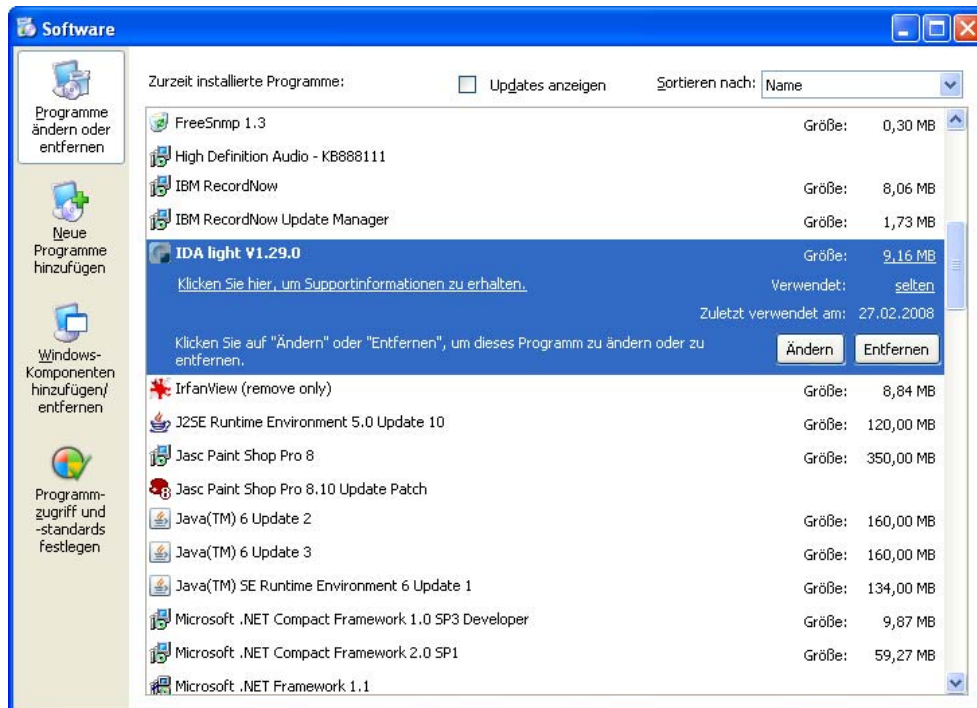 Software
Programme
ändern oder
entfernen
Neue
Programme
hinzufügen
Windows-
Komponenten
hinzufügen/
entfernen
Programm-
zugriff und
-standards
festlegen
Zurzeit installierte Programme: Updates anzeigen Sortieren nach: Name
FreeSnmp 1.3 Größe: 0,30 MB
High Definition Audio - KB888111
IBM RecordNow Größe: 8,06 MB
IBM RecordNow Update Manager Größe: 1,73 MB
IDA light V1.29.0 Größe: 9,16 MB
Klicken Sie hier, um Supportinformationen zu erhalten. Verwendet: selten
Zuletzt verwendet am: 27.02.2008
Klicken Sie auf "Ändern" oder "Entfernen", um dieses Programm zu ändern oder zu
entfernen. Ändern Entfernen
IrfanView (remove only) Größe: 8,84 MB
J2SE Runtime Environment 5.0 Update 10 Größe: 120,00 MB
Jasc Paint Shop Pro 8 Größe: 350,00 MB
Jasc Paint Shop Pro 8.10 Update Patch
Java(TM) 6 Update 2 Größe: 160,00 MB
Java(TM) 6 Update 3 Größe: 160,00 MB
Java(TM) SE Runtime Environment 6 Update 1 Größe: 134,00 MB
Microsoft .NET Compact Framework 1.0 SP3 Developer Größe: 9,87 MB
Microsoft .NET Compact Framework 2.0 SP1 Größe: 59,27 MB
Microsoft .NET Framework 1.1